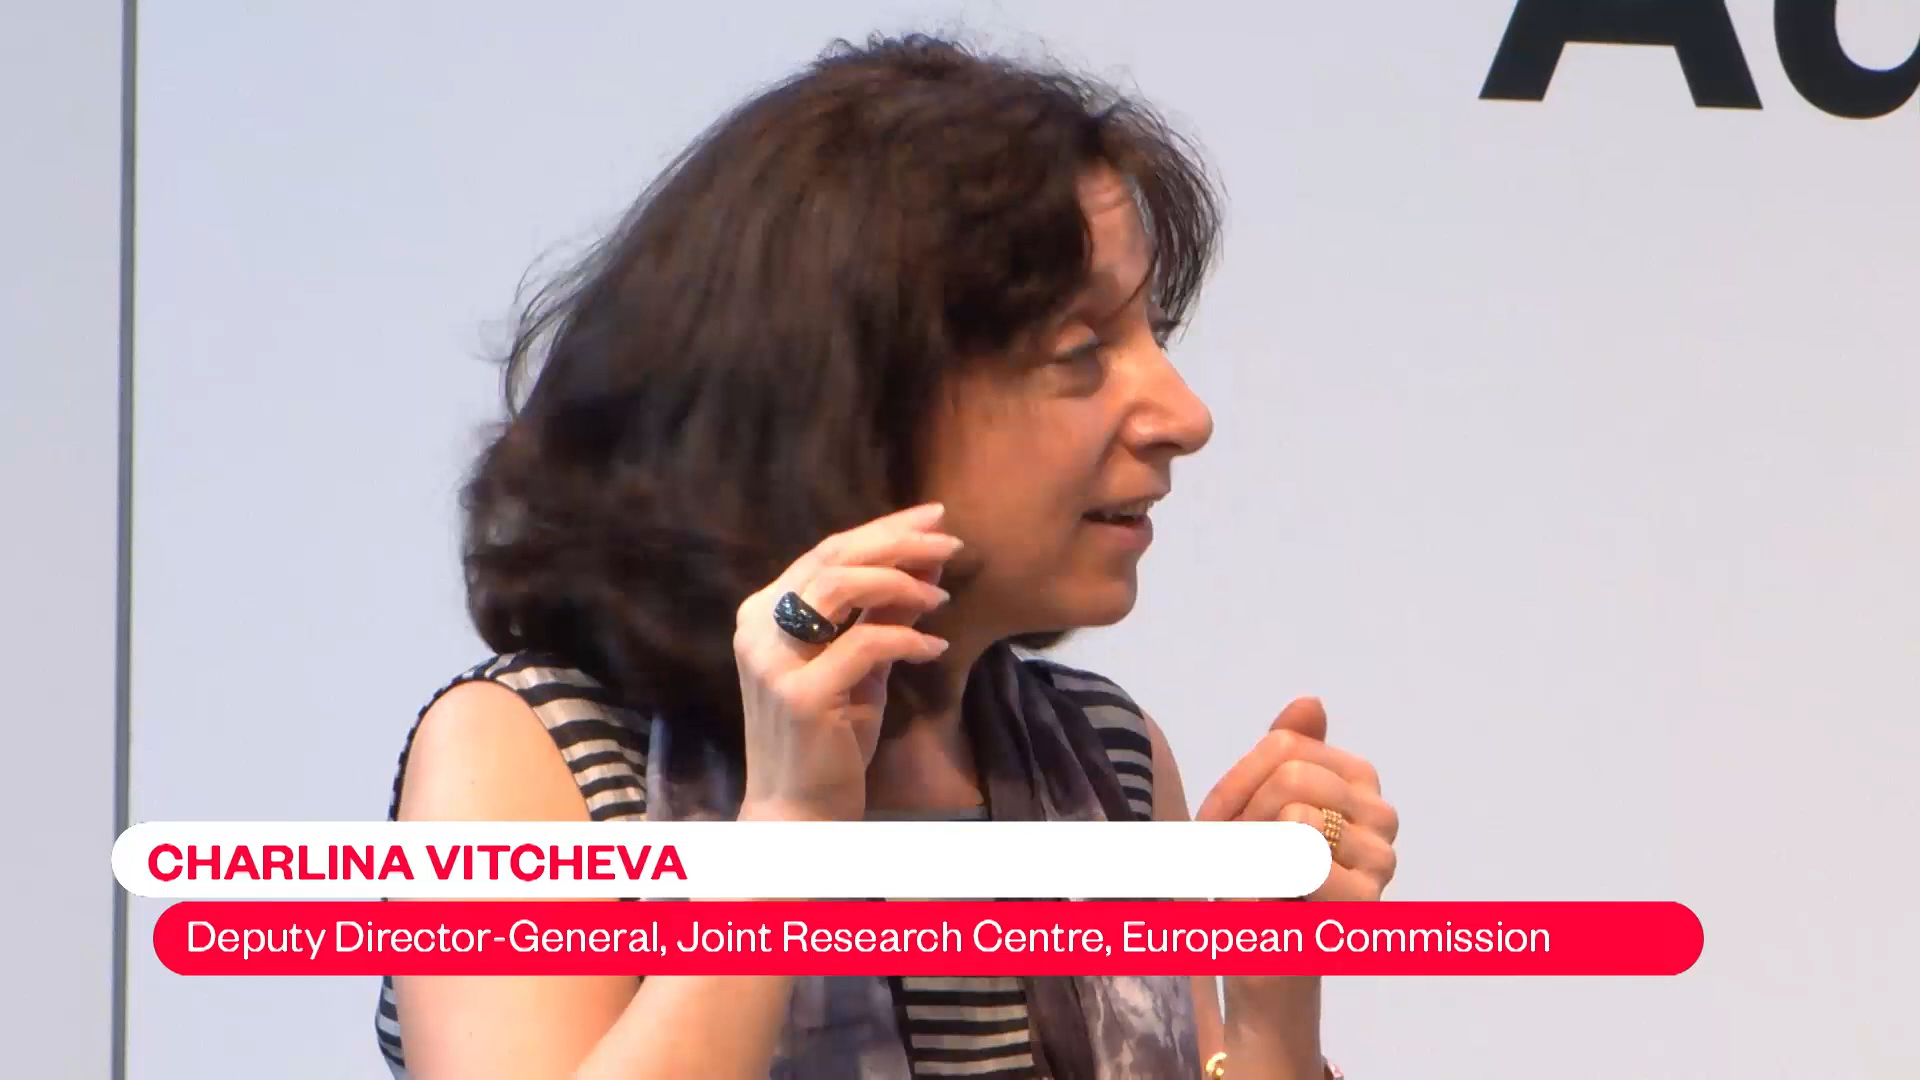 CHARLINA VITCHEVA
Deputy Director-General, Joint Research Centre, European Commission